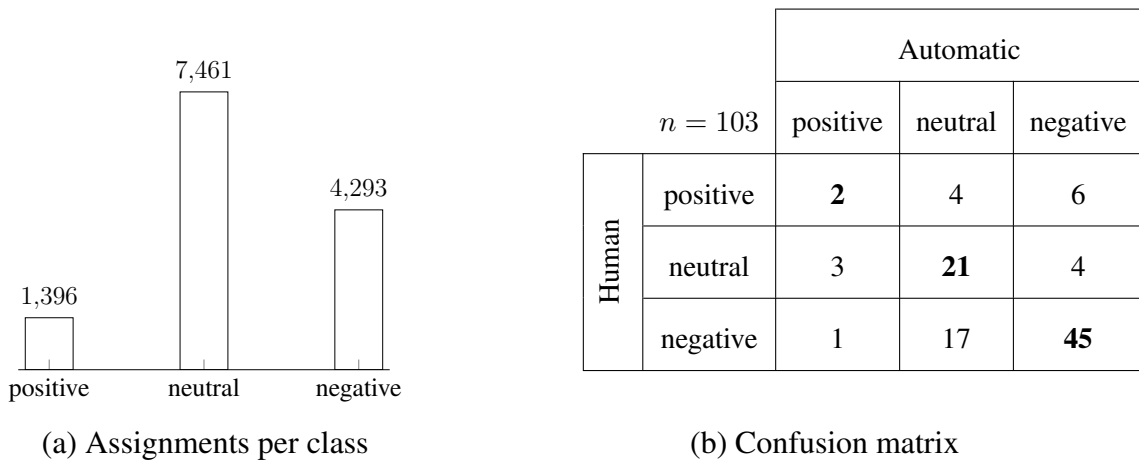 7,461
4,293
1,396
positive neutral negative
(a) Assignments per class
Automatic
n = 103 positive neutral negative
Human
positive 2 4 6
neutral 3 21 4
negative 1 17 45
(b) Confusion matrix